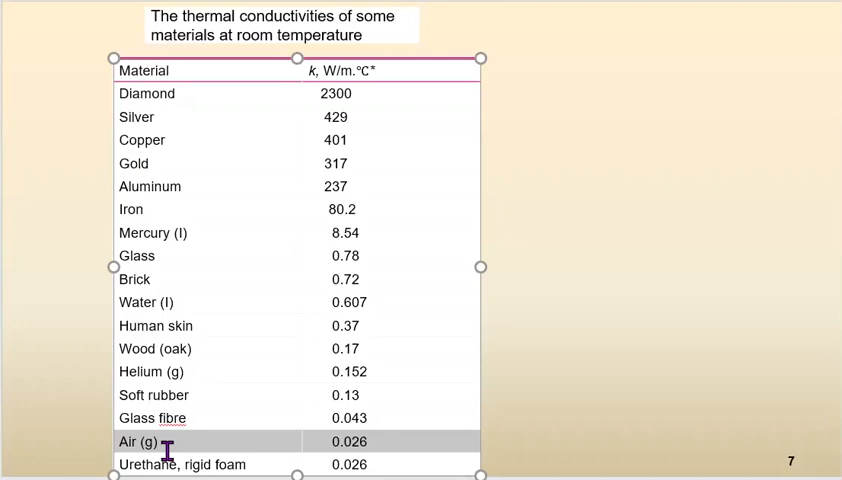 The thermal conductivities of some
materials at room temperature
Material k, W/m.°C*
Diamond 2300
Silver 429
Copper 401
Gold 317
Aluminum 237
Iron 80.2
Mercury (I) 8.54
Glass 0.78
Brick 0.72
Water (I) 0.607
Human skin 0.37
Wood (oak) 0.17
Helium (g) 0.152
Soft rubber 0.13
Glass fibre 0.043
Air (g) 0.026
Urethane, rigid foam 0.026
7